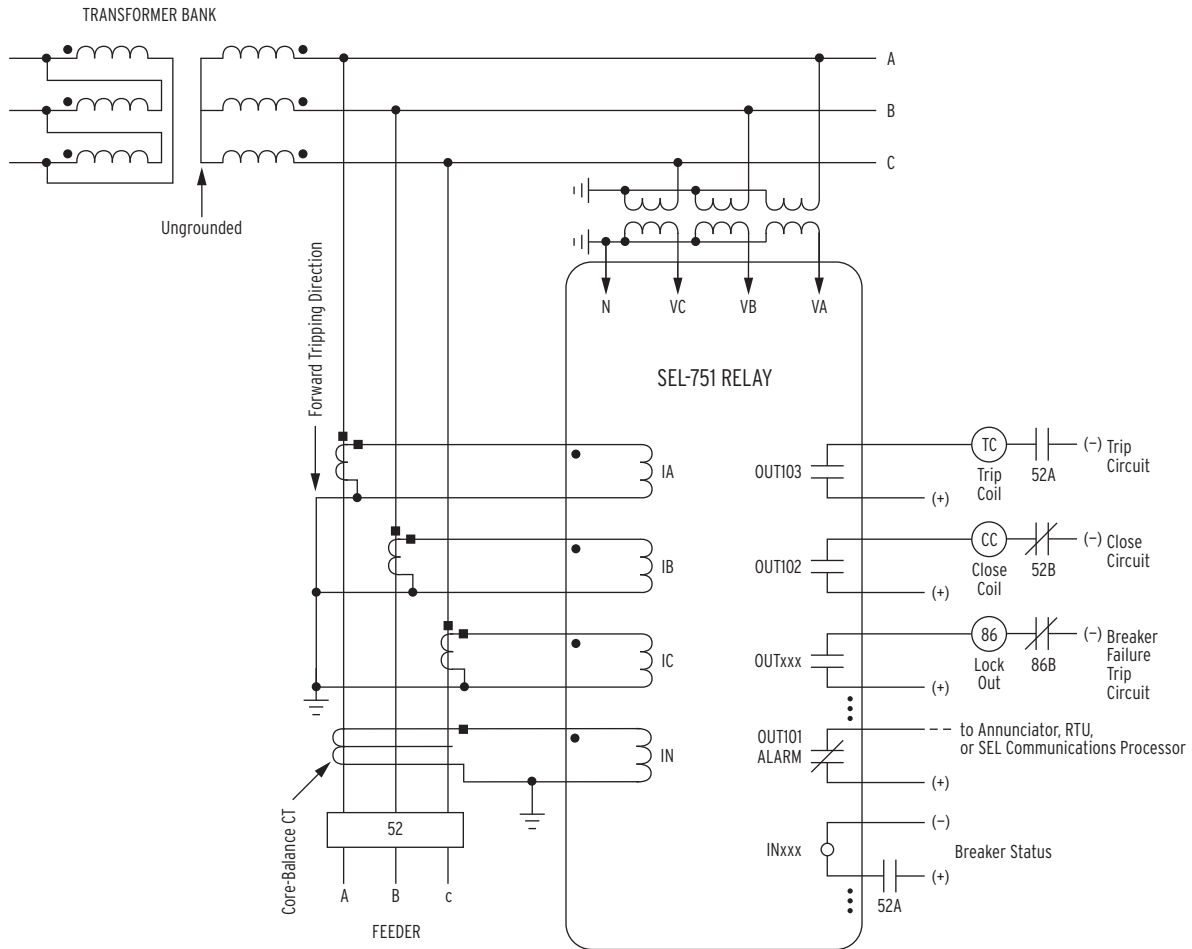 TRANSFORMER BANK
A
B
C
Ungrounded
Forward Tripping Direction
N
VC
VB
VA
SEL-751 RELAY
IA
OUT103
TC
Trip
Coil
52A
(–) Trip
Circuit
(+)
IB
OUT102
CC
Close
Coil
52B
(–) Close
Circuit
(+)
IC
OUTxxx
86
Lock
Out
86B
(–) Breaker
Failure
Trip
Circuit
(+)
IN
OUT101
ALARM
to Annunciator, RTU,
or SEL Communications Processor
(+)
Core-Balance CT
52
INxxx
(–)
Breaker Status
(+)
52A
A
B
c
FEEDER